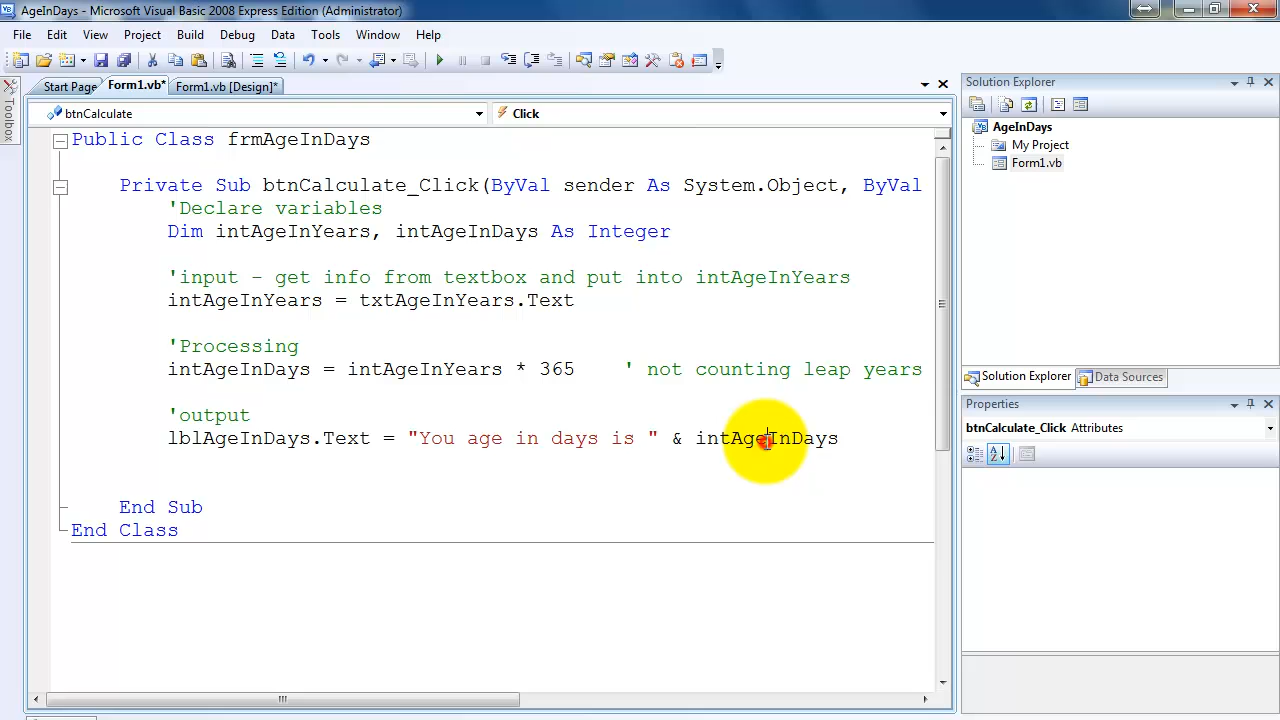 AgeInDays - Microsoft Visual Basic 2008 Express Edition (Administrator)
File Edit View Project Build Debug Data Tools Window Help
Toolbox
Start Page Form1.vb* Form1.vb [Design]*
btnCalculate Click
Public Class frmAgeInDays
Private Sub btnCalculate_Click(ByVal sender As System.Object, ByVal
'Declare variables
Dim intAgeInYears, intAgeInDays As Integer
'input - get info from textbox and put into intAgeInYears
intAgeInYears = txtAgeInYears.Text
'Processing
intAgeInDays = intAgeInYears * 365 ' not counting leap years
'output
lblAgeInDays.Text = "You age in days is " & intAgeInDays
End Sub
End Class
Solution Explorer
AgeInDays
My Project
Form1.vb
Solution Explorer Data Sources
Properties
btnCalculate_Click Attributes